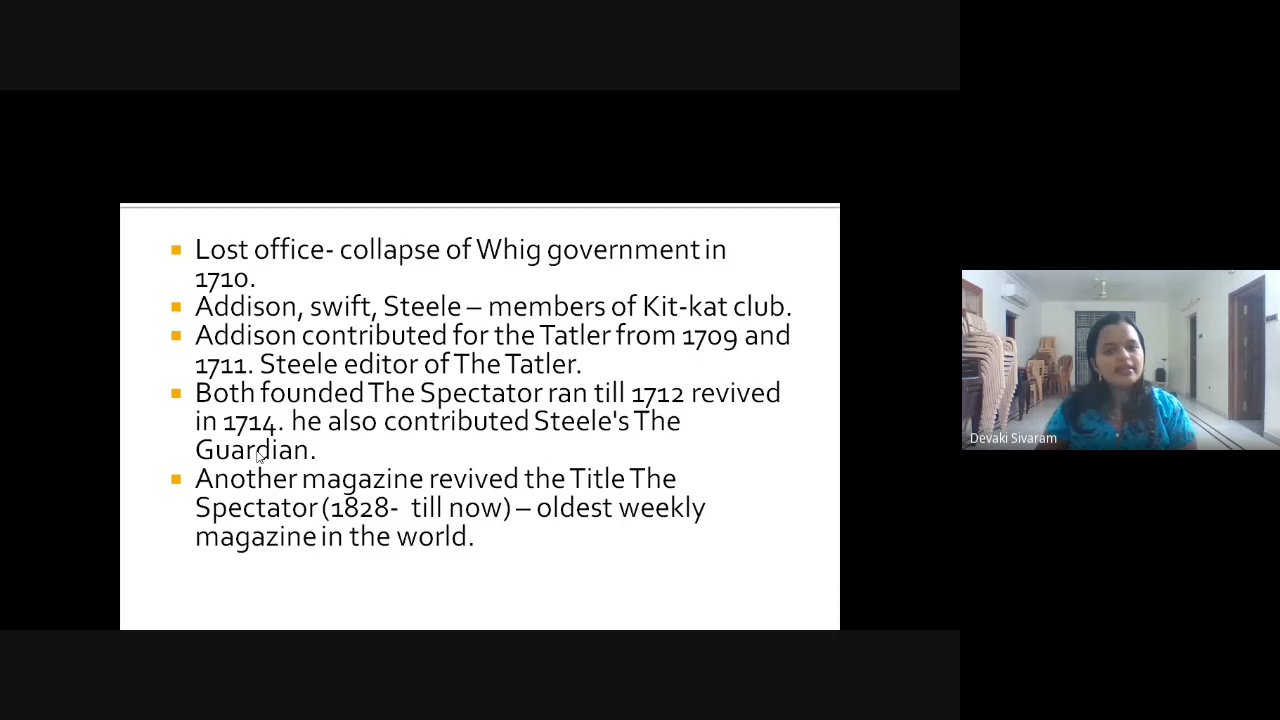 Lost office- collapse of Whig government in
1710.
Addison, swift, Steele – members of Kit-kat club.
Addison contributed for the Tatler from 1709 and
1711. Steele editor of The Tatler.
Both founded The Spectator ran till 1712 revived
in 1714. he also contributed Steele's The
Guardian.
Another magazine revived the Title The
Spectator (1828-  till now) – oldest weekly
magazine in the world.
Devaki Sivaram